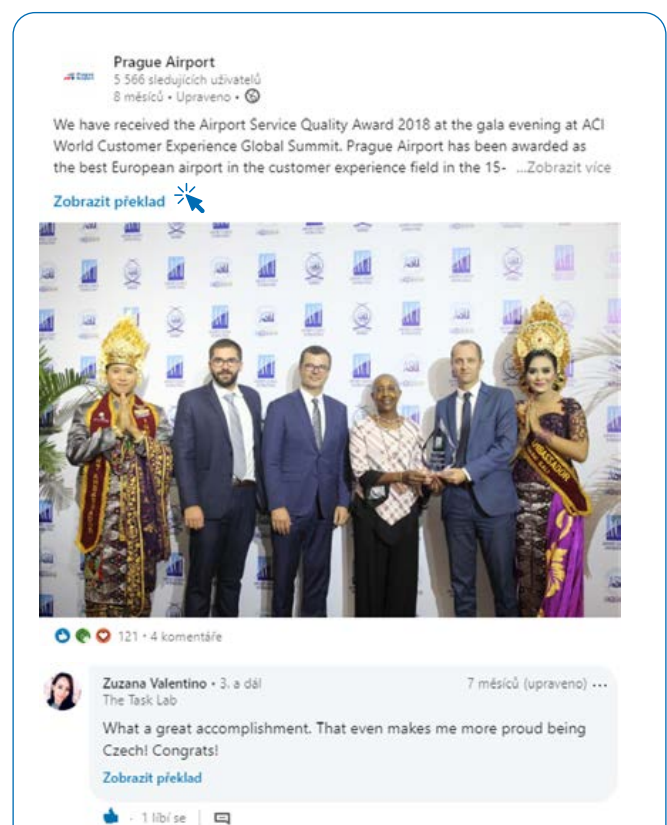 Prague Airport
5 566 sledujících uživatelů
8 měsíců • Upraveno •
We have received the Airport Service Quality Award 2018 at the gala evening at ACI
World Customer Experience Global Summit. Prague Airport has been awarded as
the best European airport in the customer experience field in the 15- ...Zobrazit více
Zobrazit překlad
AMBASSADOR
121 • 4 komentáře
Zuzana Valentino • 3. a dál
7 měsíců (upraveno) •••
The Task Lab
What a great accomplishment. That even makes me more proud being
Czech! Congrats!
Zobrazit překlad
· 1 líbí se |